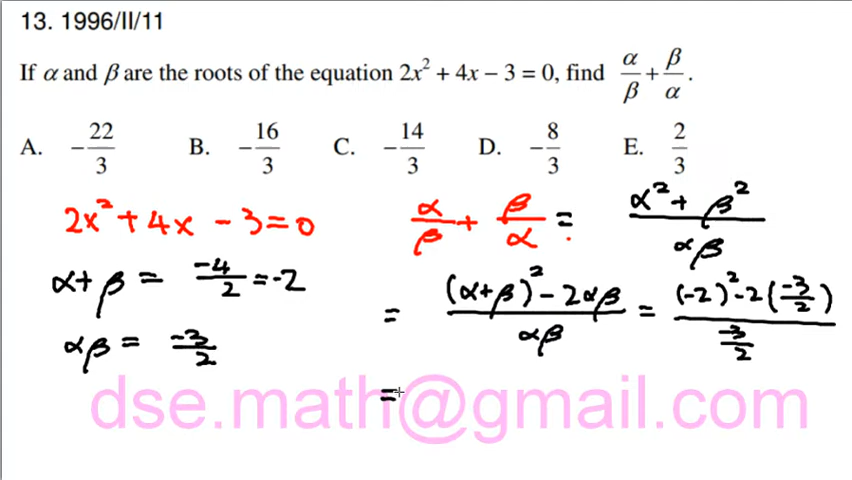 13. 1996/II/11
If α and β are the roots of the equation 2x² + 4x − 3 = 0, find α/β + β/α.
A. −22/3 B. −16/3 C. −14/3 D. −8/3 E. 2/3
2x² + 4x − 3 = 0
α + β = −4/2 = −2
αβ = −3/2
α/β + β/α = (α² + β²)/(αβ)
= ((α+β)² − 2αβ)/(αβ) = ((−2)² − 2(−3/2))/(−3/2)
=
dse.math@gmail.com